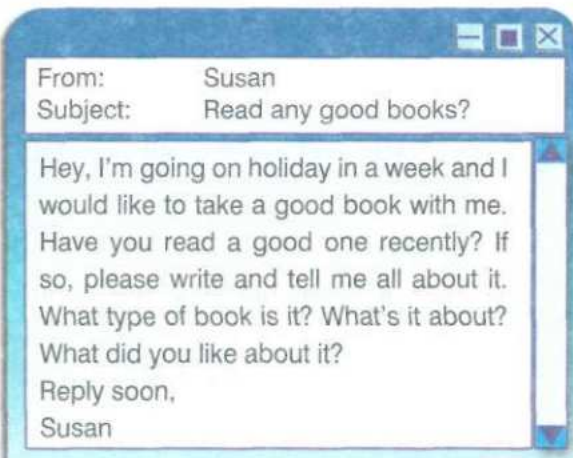 From: Susan
Subject: Read any good books?
Hey, I'm going on holiday in a week and I
would like to take a good book with me.
Have you read a good one recently? If
so, please write and tell me all about it.
What type of book is it? What's it about?
What did you like about it?
Reply soon,
Susan